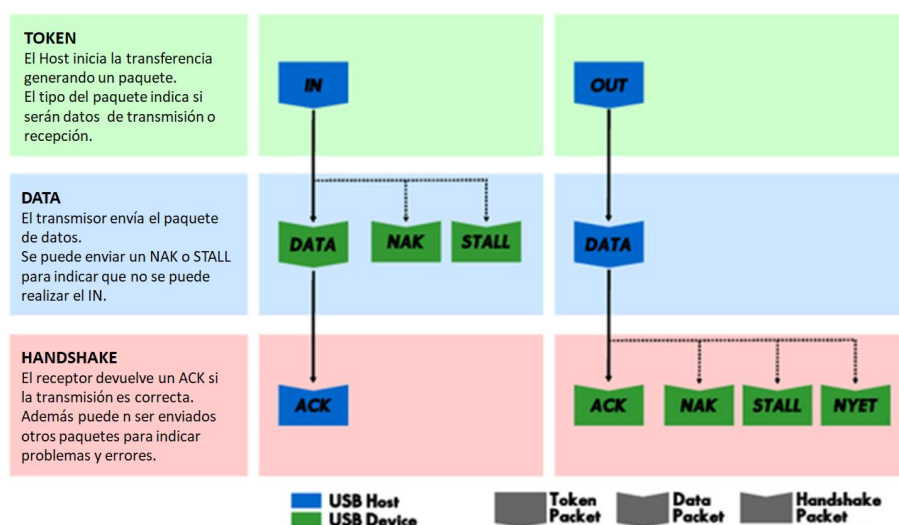 TOKEN
El Host inicia la transferencia
generando un paquete.
El tipo del paquete indica si
serán datos de transmisión o
recepción.
IN
OUT
DATA
El transmisor envía el paquete
de datos.
Se puede enviar un NAK o STALL
para indicar que no se puede
realizar el IN.
DATA
NAK
STALL
DATA
HANDSHAKE
El receptor devuelve un ACK si
la transmisión es correcta.
Además puede n ser enviados
otros paquetes para indicar
problemas y errores.
ACK
ACK
NAK
STALL
NYET
USB Host
USB Device
Token
Packet
Data
Packet
Handshake
Packet